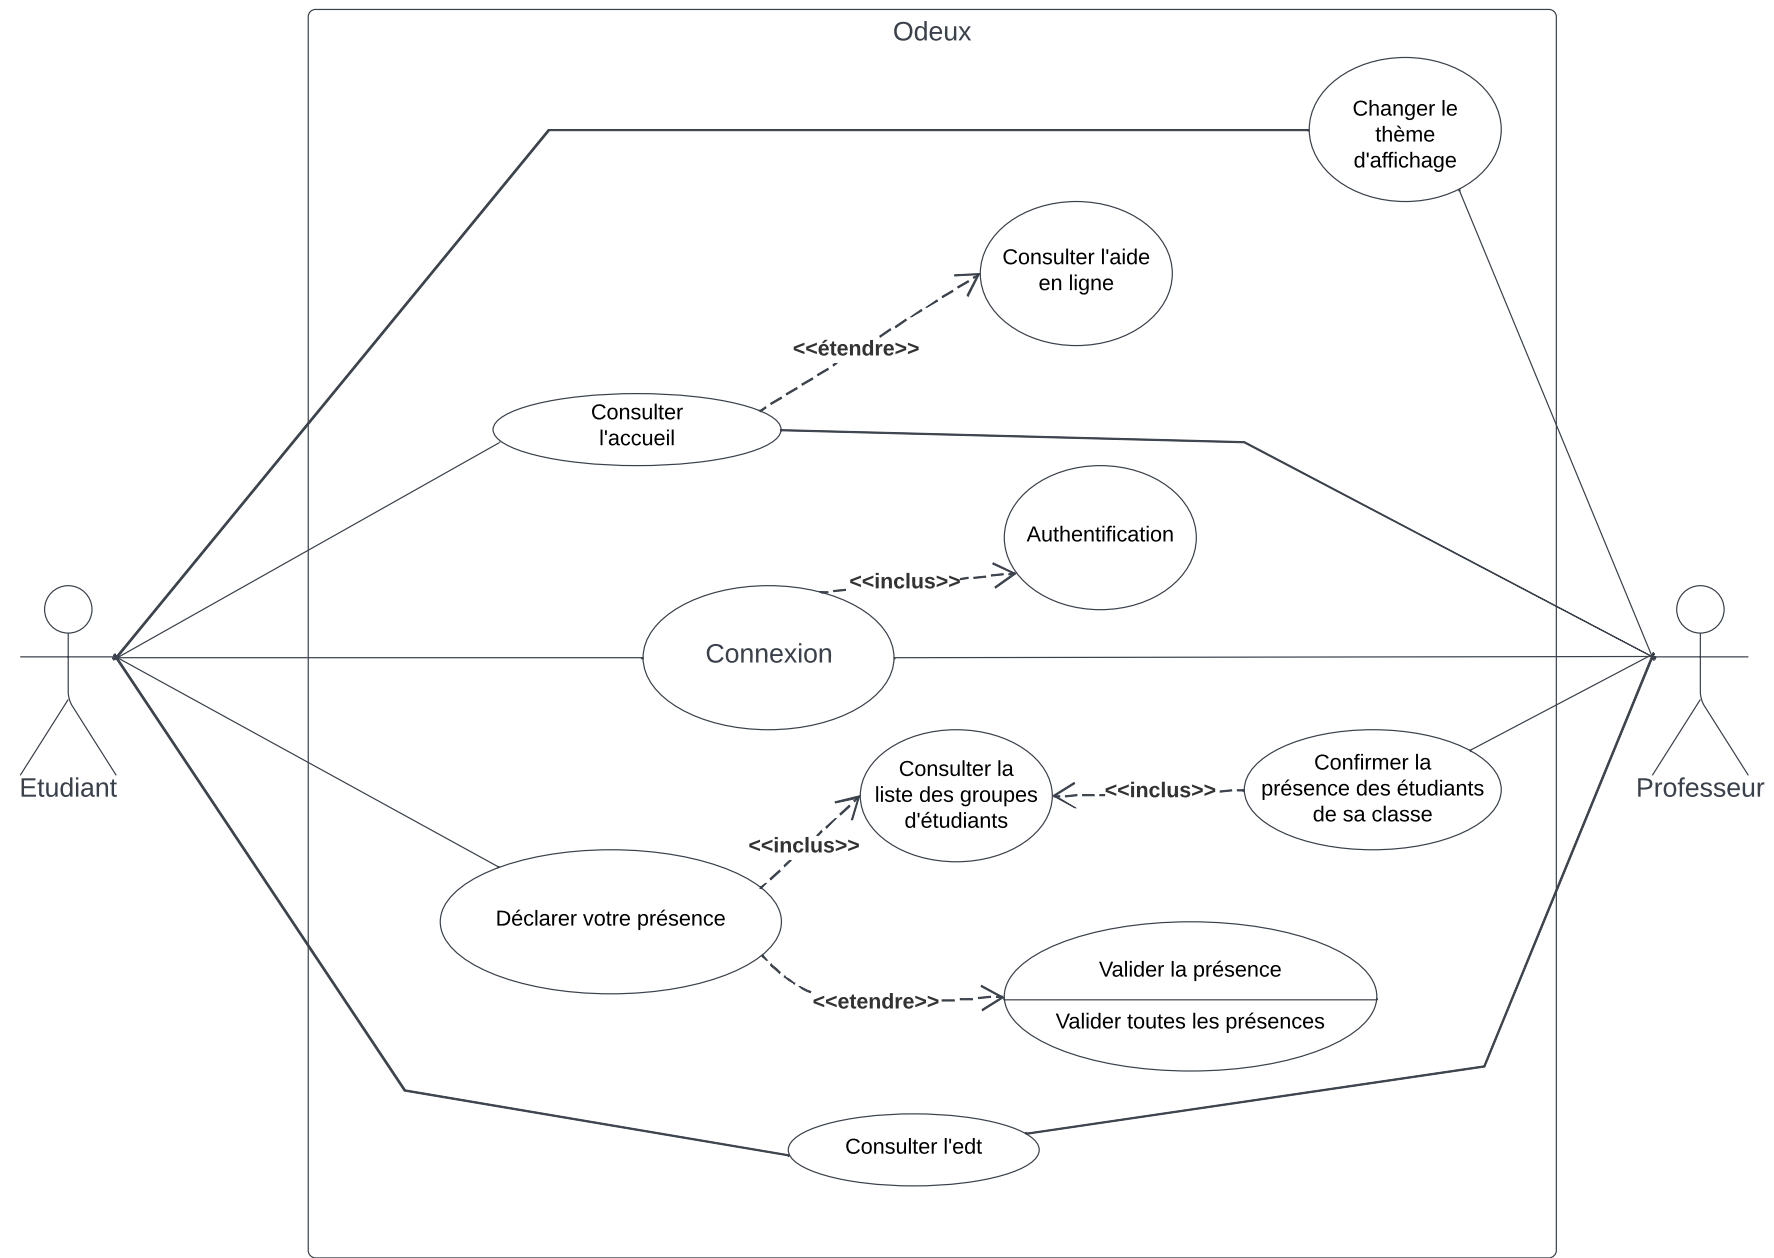 Odeux
Changer le
thème
d'affichage
Consulter l'aide
en ligne
<<étendre>>
Consulter
l'accueil
Authentification
<<inclus>>
Connexion
Etudiant
Professeur
Consulter la
liste des groupes
d'étudiants
<<inclus>>
Confirmer la
présence des étudiants
de sa classe
<<inclus>>
Déclarer votre présence
Valider la présence
<<etendre>>
Valider toutes les présences
Consulter l'edt